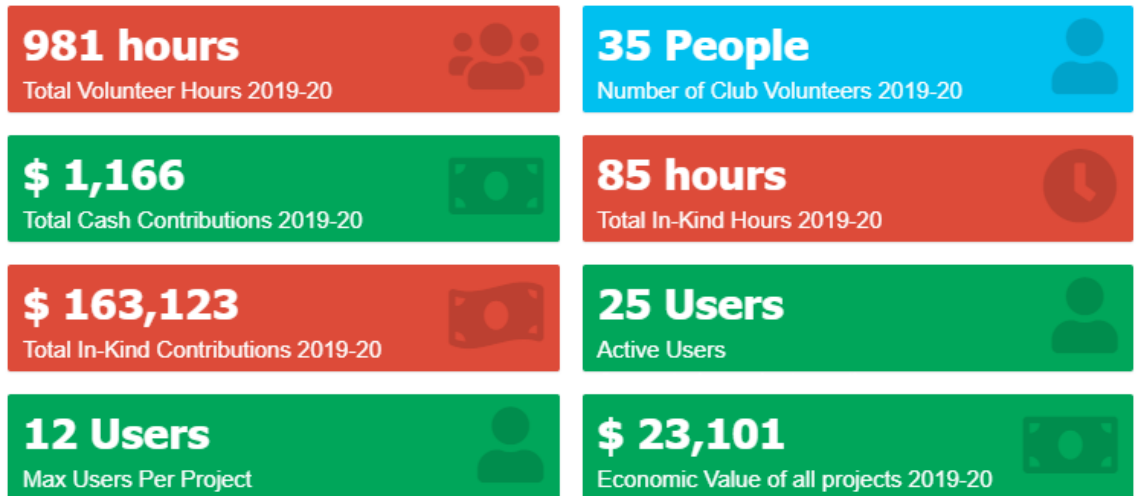 981 hours
Total Volunteer Hours 2019-20
35 People
Number of Club Volunteers 2019-20
$ 1,166
Total Cash Contributions 2019-20
85 hours
Total In-Kind Hours 2019-20
$ 163,123
Total In-Kind Contributions 2019-20
25 Users
Active Users
12 Users
Max Users Per Project
$ 23,101
Economic Value of all projects 2019-20